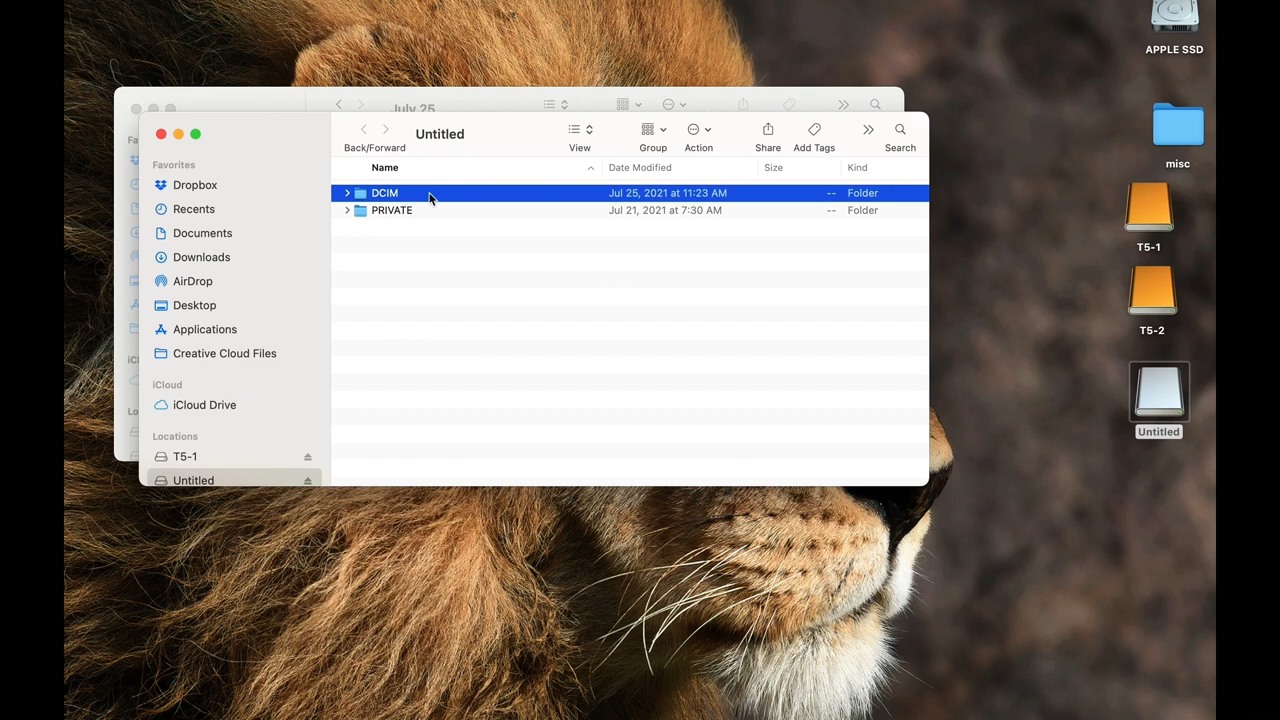 APPLE SSD
misc
T5-1
T5-2
Untitled
July 25
Untitled
Back/Forward
View
Group
Action
Share
Add Tags
Search
Favorites
Dropbox
Recents
Documents
Downloads
AirDrop
Desktop
Applications
Creative Cloud Files
iCloud
iCloud Drive
Locations
T5-1
Untitled
Name Date Modified Size Kind
DCIM Jul 25, 2021 at 11:23 AM -- Folder
PRIVATE Jul 21, 2021 at 7:30 AM -- Folder